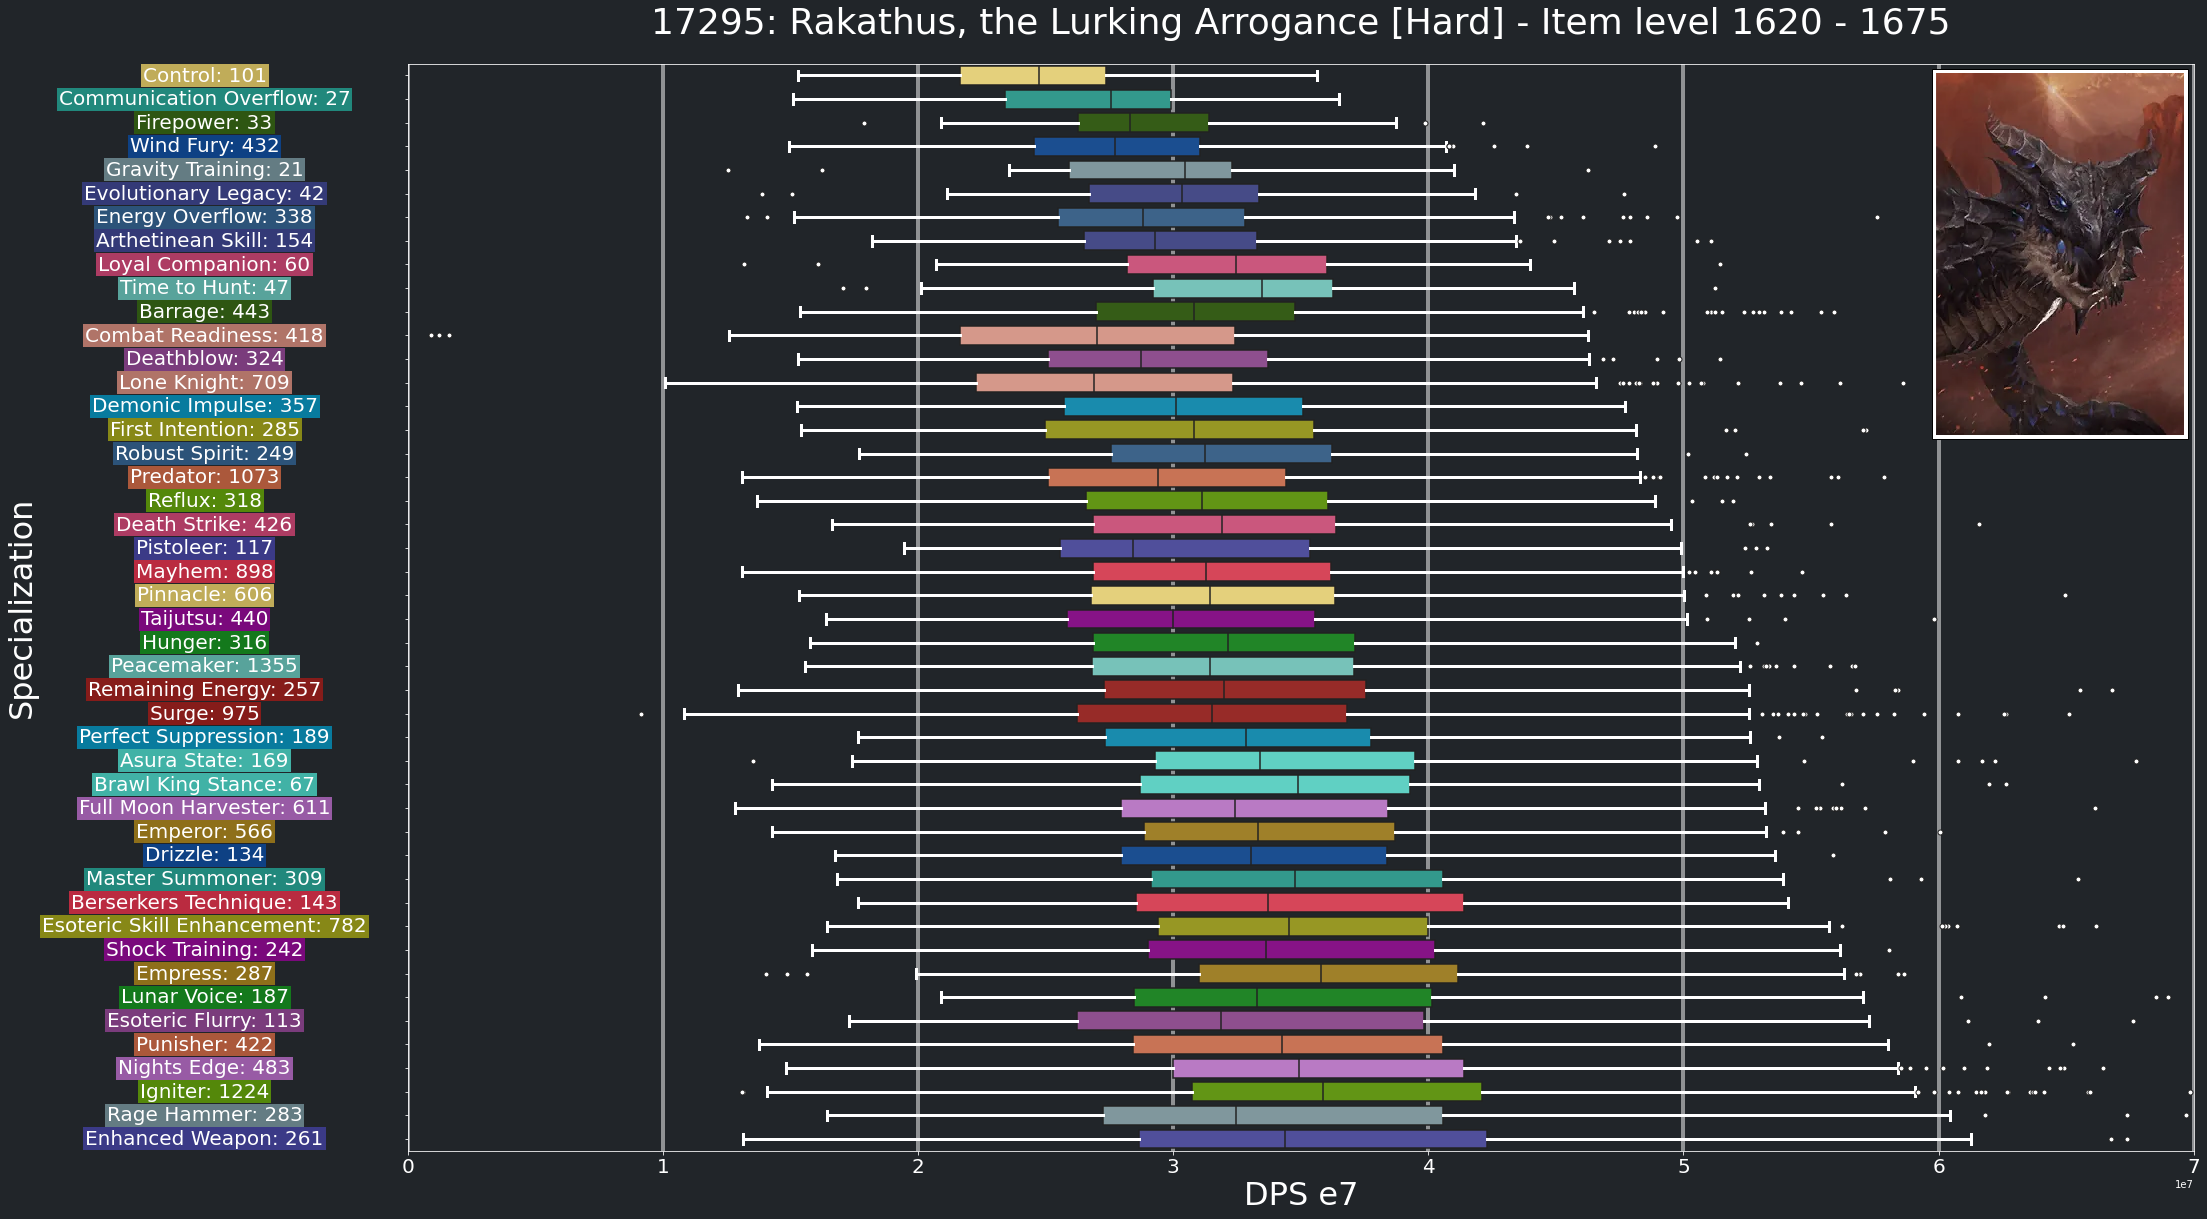 17295: Rakathus, the Lurking Arrogance [Hard] - Item level 1620 - 1675
Specialization
Control: 101
Communication Overflow: 27
Firepower: 33
Wind Fury: 432
Gravity Training: 21
Evolutionary Legacy: 42
Energy Overflow: 338
Arthetinean Skill: 154
Loyal Companion: 60
Time to Hunt: 47
Barrage: 443
Combat Readiness: 418
Deathblow: 324
Lone Knight: 709
Demonic Impulse: 357
First Intention: 285
Robust Spirit: 249
Predator: 1073
Reflux: 318
Death Strike: 426
Pistoleer: 117
Mayhem: 898
Pinnacle: 606
Taijutsu: 440
Hunger: 316
Peacemaker: 1355
Remaining Energy: 257
Surge: 975
Perfect Suppression: 189
Asura State: 169
Brawl King Stance: 67
Full Moon Harvester: 611
Emperor: 566
Drizzle: 134
Master Summoner: 309
Berserkers Technique: 143
Esoteric Skill Enhancement: 782
Shock Training: 242
Empress: 287
Lunar Voice: 187
Esoteric Flurry: 113
Punisher: 422
Nights Edge: 483
Igniter: 1224
Rage Hammer: 283
Enhanced Weapon: 261
0 1 2 3 4 5 6 7
1e7
DPS e7